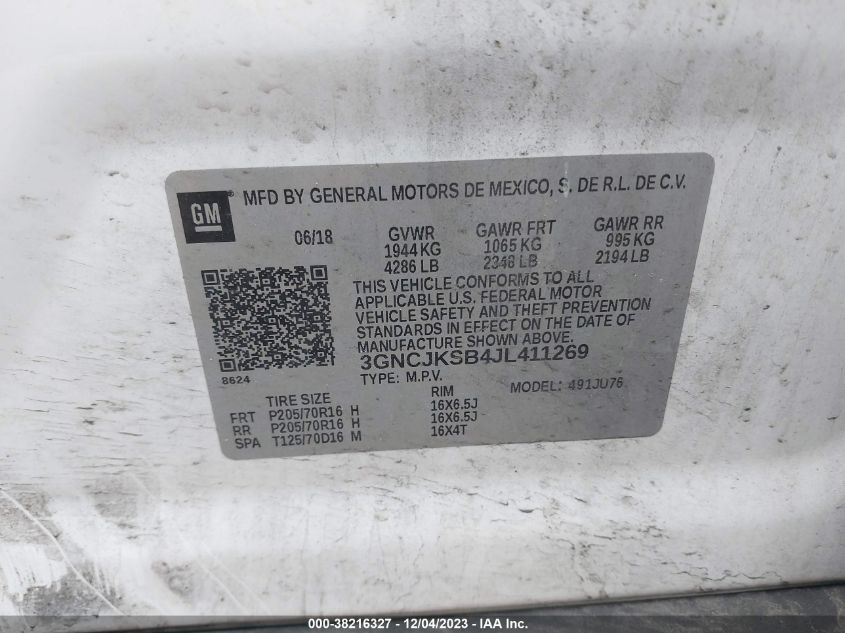 GM ® MFD BY GENERAL MOTORS DE MEXICO, S. DE R.L. DE C.V.
06/18 GVWR GAWR FRT GAWR RR
1944 KG 1065 KG 995 KG
4286 LB 2348 LB 2194 LB
THIS VEHICLE CONFORMS TO ALL
APPLICABLE U.S. FEDERAL MOTOR
VEHICLE SAFETY AND THEFT PREVENTION
STANDARDS IN EFFECT ON THE DATE OF
MANUFACTURE SHOWN ABOVE.
3GNCJKSB4JL411269
8624 TYPE: M.P.V. MODEL: 491JU76
TIRE SIZE RIM
FRT P205/70R16 H 16X6.5J
RR P205/70R16 H 16X6.5J
SPA T125/70D16 M 16X4T
000-38216327 - 12/04/2023 - IAA Inc.